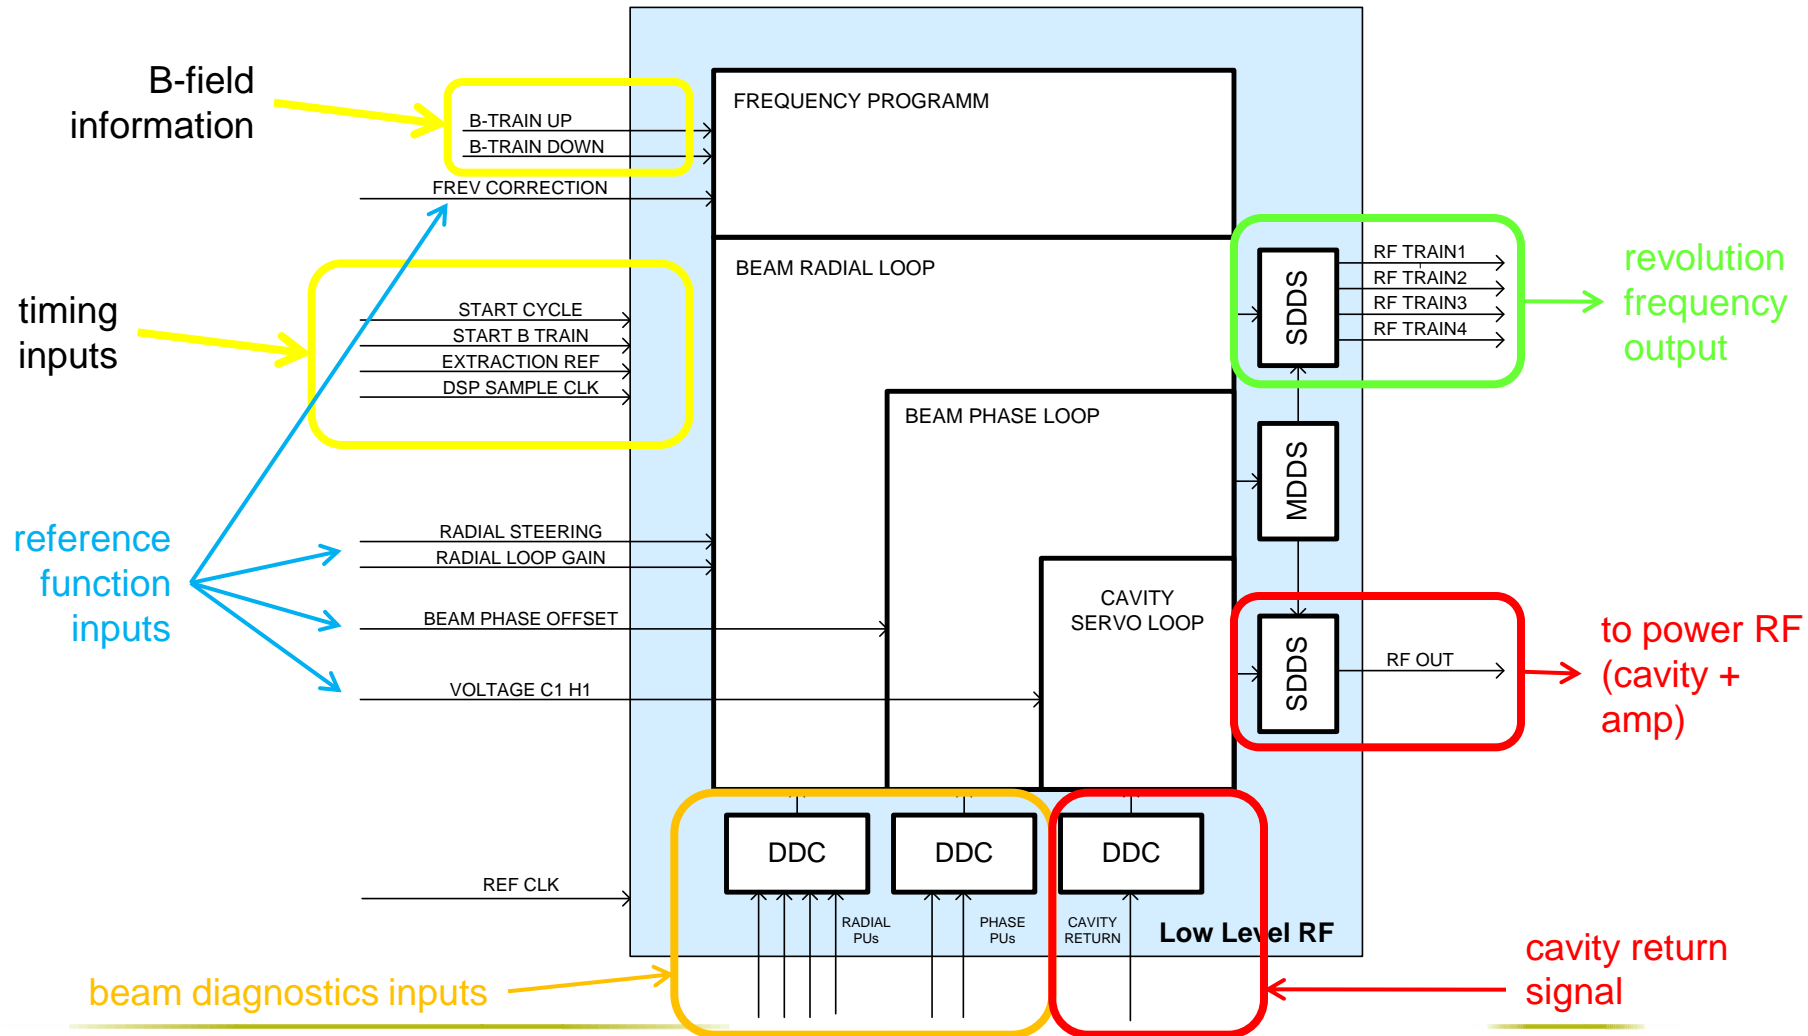 B-field
information
B-TRAIN UP
B-TRAIN DOWN
FREV CORRECTION
FREQUENCY PROGRAMM
timing
inputs
START CYCLE
START B TRAIN
EXTRACTION REF
DSP SAMPLE CLK
BEAM RADIAL LOOP
SDDS
RF TRAIN1
RF TRAIN2
RF TRAIN3
RF TRAIN4
revolution
frequency
output
BEAM PHASE LOOP
MDDS
reference
function
inputs
RADIAL STEERING
RADIAL LOOP GAIN
BEAM PHASE OFFSET
VOLTAGE C1 H1
CAVITY
SERVO LOOP
SDDS
RF OUT
to power RF
(cavity +
amp)
DDC
DDC
DDC
REF CLK
RADIAL
PUs
PHASE
PUs
CAVITY
RETURN
Low Level RF
beam diagnostics inputs
cavity return
signal